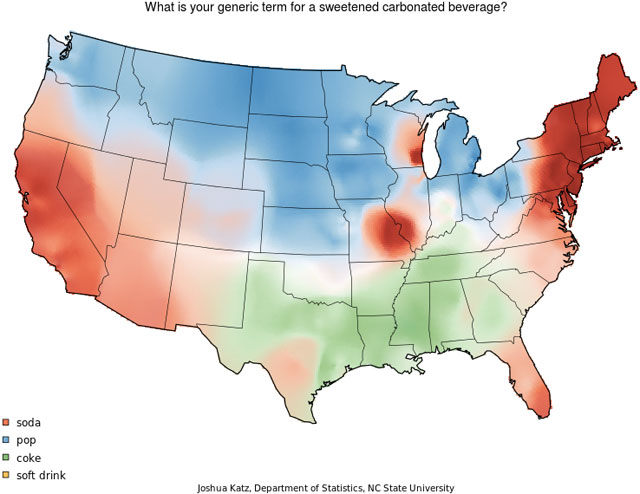 What is your generic term for a sweetened carbonated beverage?
soda
pop
coke
soft drink
Joshua Katz, Department of Statistics, NC State University